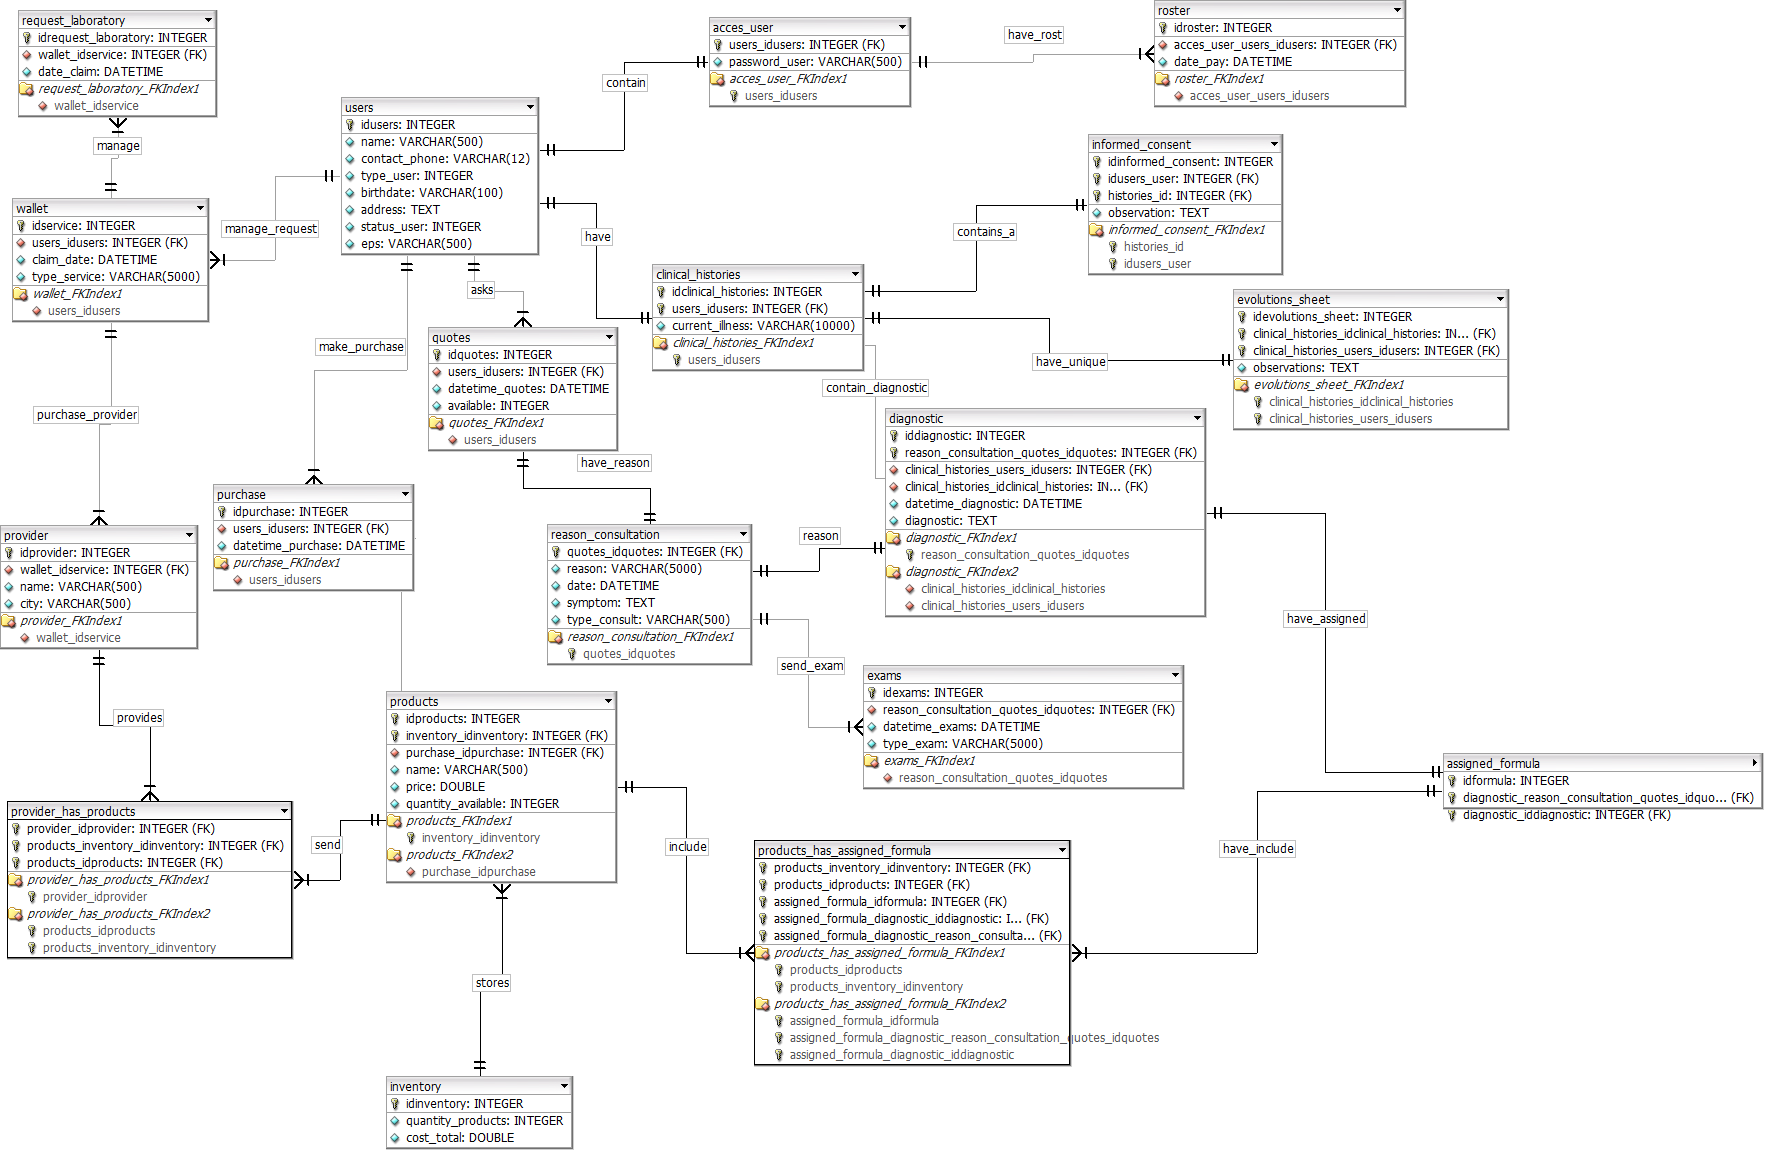 request_laboratory
idrequest_laboratory: INTEGER
wallet_idservice: INTEGER (FK)
date_claim: DATETIME
request_laboratory_FKIndex1
wallet_idservice
manage
wallet
idservice: INTEGER
users_idusers: INTEGER (FK)
claim_date: DATETIME
type_service: VARCHAR(5000)
wallet_FKIndex1
users_idusers
manage_request
users
idusers: INTEGER
name: VARCHAR(500)
contact_phone: VARCHAR(12)
type_user: INTEGER
birthdate: VARCHAR(100)
address: TEXT
status_user: INTEGER
eps: VARCHAR(500)
contain
acces_user
users_idusers: INTEGER (FK)
password_user: VARCHAR(500)
acces_user_FKIndex1
users_idusers
have_rost
roster
idroster: INTEGER
acces_user_users_idusers: INTEGER (FK)
date_pay: DATETIME
roster_FKIndex1
acces_user_users_idusers
informed_consent
idinformed_consent: INTEGER
idusers_user: INTEGER (FK)
histories_id: INTEGER (FK)
observation: TEXT
informed_consent_FKIndex1
histories_id
idusers_user
contains_a
have
clinical_histories
idclinical_histories: INTEGER
users_idusers: INTEGER (FK)
current_illness: VARCHAR(10000)
clinical_histories_FKIndex1
users_idusers
evolutions_sheet
idevolutions_sheet: INTEGER
clinical_histories_idclinical_histories: IN... (FK)
clinical_histories_users_idusers: INTEGER (FK)
observations: TEXT
evolutions_sheet_FKIndex1
clinical_histories_idclinical_histories
clinical_histories_users_idusers
have_unique
contain_diagnostic
asks
make_purchase
quotes
idquotes: INTEGER
users_idusers: INTEGER (FK)
datetime_quotes: DATETIME
available: INTEGER
quotes_FKIndex1
users_idusers
have_reason
purchase_provider
diagnostic
iddiagnostic: INTEGER
reason_consultation_quotes_idquotes: INTEGER (FK)
clinical_histories_users_idusers: INTEGER (FK)
clinical_histories_idclinical_histories: IN... (FK)
datetime_diagnostic: DATETIME
diagnostic: TEXT
diagnostic_FKIndex1
reason_consultation_quotes_idquotes
diagnostic_FKIndex2
clinical_histories_idclinical_histories
clinical_histories_users_idusers
purchase
idpurchase: INTEGER
users_idusers: INTEGER (FK)
datetime_purchase: DATETIME
purchase_FKIndex1
users_idusers
provider
idprovider: INTEGER
wallet_idservice: INTEGER (FK)
name: VARCHAR(500)
city: VARCHAR(500)
provider_FKIndex1
wallet_idservice
reason_consultation
quotes_idquotes: INTEGER (FK)
reason: VARCHAR(5000)
date: DATETIME
symptom: TEXT
type_consult: VARCHAR(500)
reason_consultation_FKIndex1
quotes_idquotes
reason
send_exam
have_assigned
exams
idexams: INTEGER
reason_consultation_quotes_idquotes: INTEGER (FK)
datetime_exams: DATETIME
type_exam: VARCHAR(5000)
exams_FKIndex1
reason_consultation_quotes_idquotes
provides
products
idproducts: INTEGER
inventory_idinventory: INTEGER (FK)
purchase_idpurchase: INTEGER (FK)
name: VARCHAR(500)
price: DOUBLE
quantity_available: INTEGER
products_FKIndex1
inventory_idinventory
products_FKIndex2
purchase_idpurchase
assigned_formula
idformula: INTEGER
diagnostic_reason_consultation_quotes_idquo... (FK)
diagnostic_iddiagnostic: INTEGER (FK)
provider_has_products
provider_idprovider: INTEGER (FK)
products_inventory_idinventory: INTEGER (FK)
products_idproducts: INTEGER (FK)
provider_has_products_FKIndex1
provider_idprovider
provider_has_products_FKIndex2
products_idproducts
products_inventory_idinventory
send
include
have_include
products_has_assigned_formula
products_inventory_idinventory: INTEGER (FK)
products_idproducts: INTEGER (FK)
assigned_formula_idformula: INTEGER (FK)
assigned_formula_diagnostic_iddiagnostic: I... (FK)
assigned_formula_diagnostic_reason_consulta... (FK)
products_has_assigned_formula_FKIndex1
products_idproducts
products_inventory_idinventory
products_has_assigned_formula_FKIndex2
assigned_formula_idformula
assigned_formula_diagnostic_reason_consultation_quotes_idquotes
assigned_formula_diagnostic_iddiagnostic
stores
inventory
idinventory: INTEGER
quantity_products: INTEGER
cost_total: DOUBLE